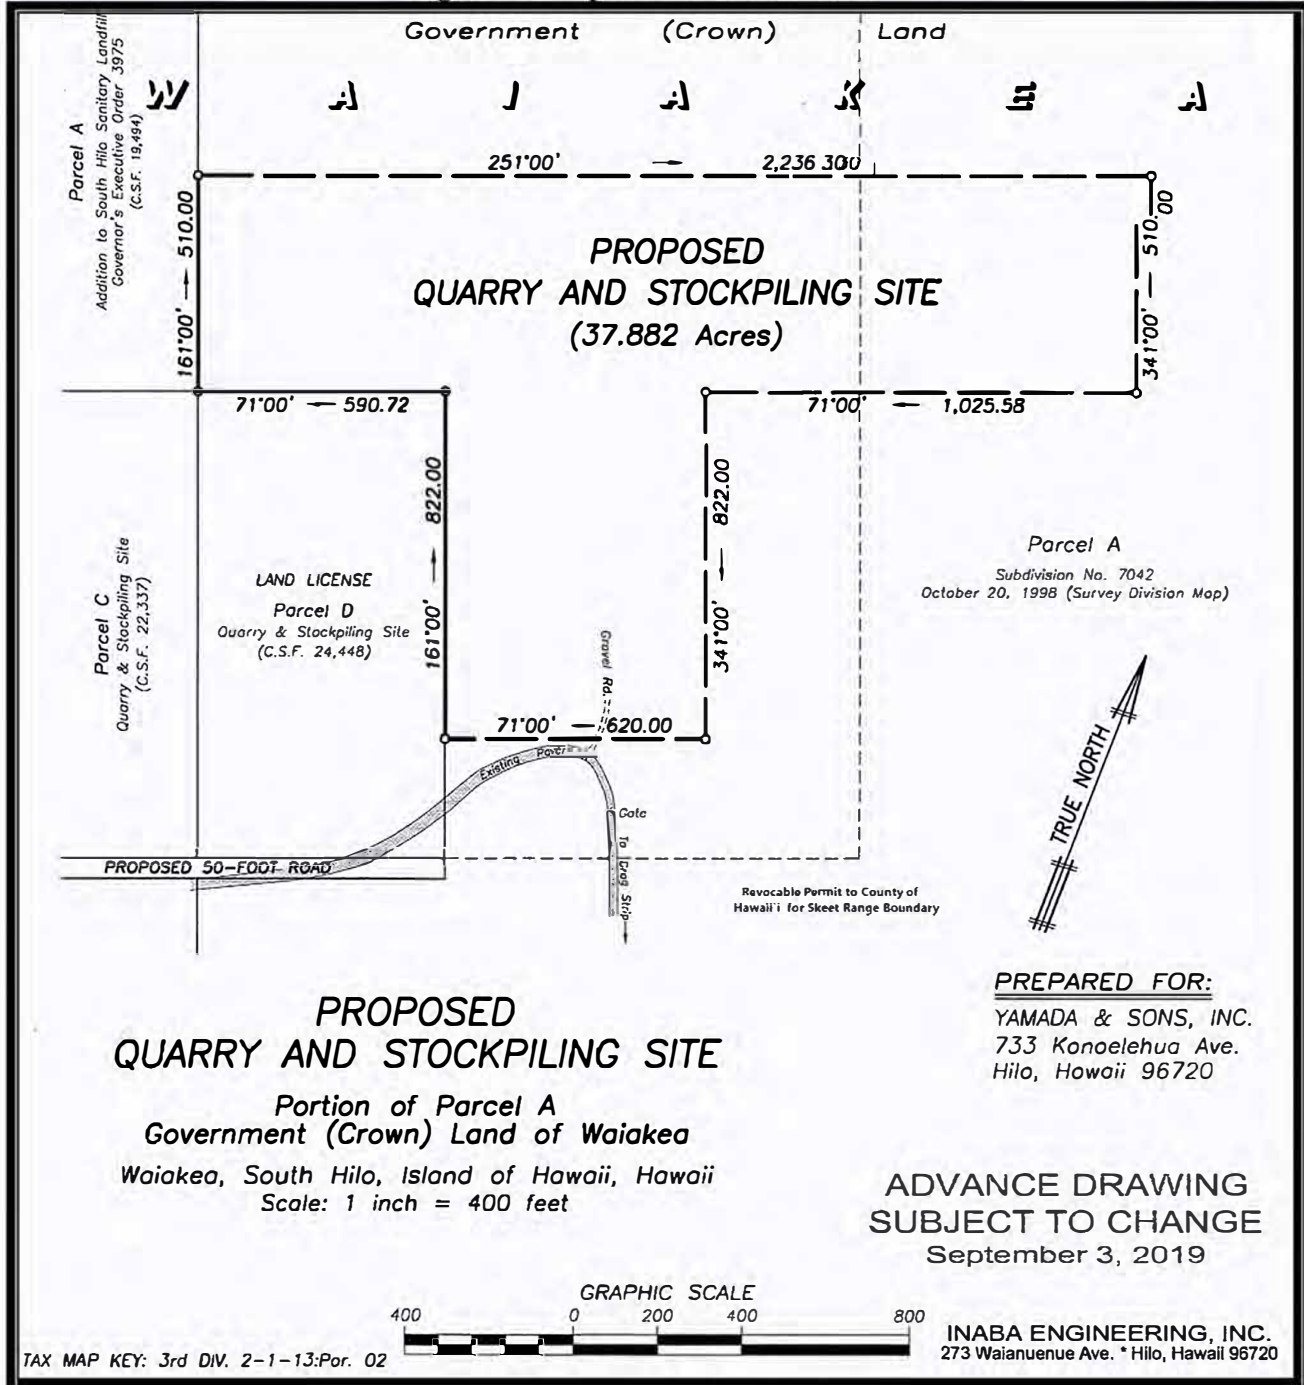 Government (Crown) Land
W A I A K E A
Parcel A
Addition to South Hilo Sanitary Landfill
Governor's Executive Order 3975
(C.S.F. 19,494)
251°00' → 2,236.30
161°00' → 510.00
341°00' — 510.00
PROPOSED
QUARRY AND STOCKPILING SITE
(37.882 Acres)
71°00' ← 590.72
71°00' ← 1,025.58
161°00' → 822.00
341°00' ← 822.00
Parcel C
Quarry & Stockpiling Site
(C.S.F. 22,337)
LAND LICENSE
Parcel D
Quarry & Stockpiling Site
(C.S.F. 24,448)
Parcel A
Subdivision No. 7042
October 20, 1998 (Survey Division Map)
Gravel Rd.
71°00' ← 620.00
Existing
Gate
To Drag Strip
TRUE NORTH
PROPOSED 50-FOOT ROAD
Revocable Permit to County of
Hawaii`i for Skeet Range Boundary
PREPARED FOR:
YAMADA & SONS, INC.
733 Kanoelehua Ave.
Hilo, Hawaii 96720
PROPOSED
QUARRY AND STOCKPILING SITE
Portion of Parcel A
Government (Crown) Land of Waiakea
Waiakea, South Hilo, Island of Hawaii, Hawaii
Scale: 1 inch = 400 feet
ADVANCE DRAWING
SUBJECT TO CHANGE
September 3, 2019
GRAPHIC SCALE
400 0 200 400 800
TAX MAP KEY: 3rd DIV. 2-1-13:Por. 02
INABA ENGINEERING, INC.
273 Waianuenue Ave. * Hilo, Hawaii 96720